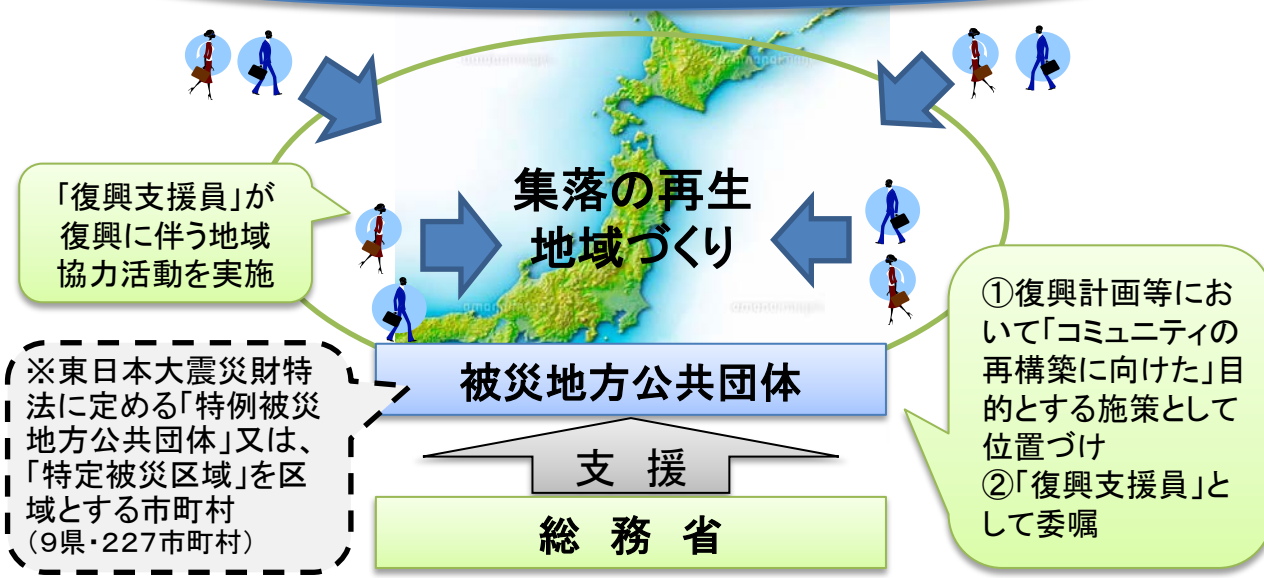 「復興支援員」が
復興に伴う地域
協力活動を実施
集落の再生
地域づくり
①復興計画等にお
いて「コミュニティの
再構築に向けた」目
的とする施策として
位置づけ
②「復興支援員」と
して委嘱
※東日本大震災財特
法に定める「特例被災
地方公共団体」又は、
「特定被災区域」を区
域とする市町村
（9県・227市町村）
被災地方公共団体
支　援
総　務　省